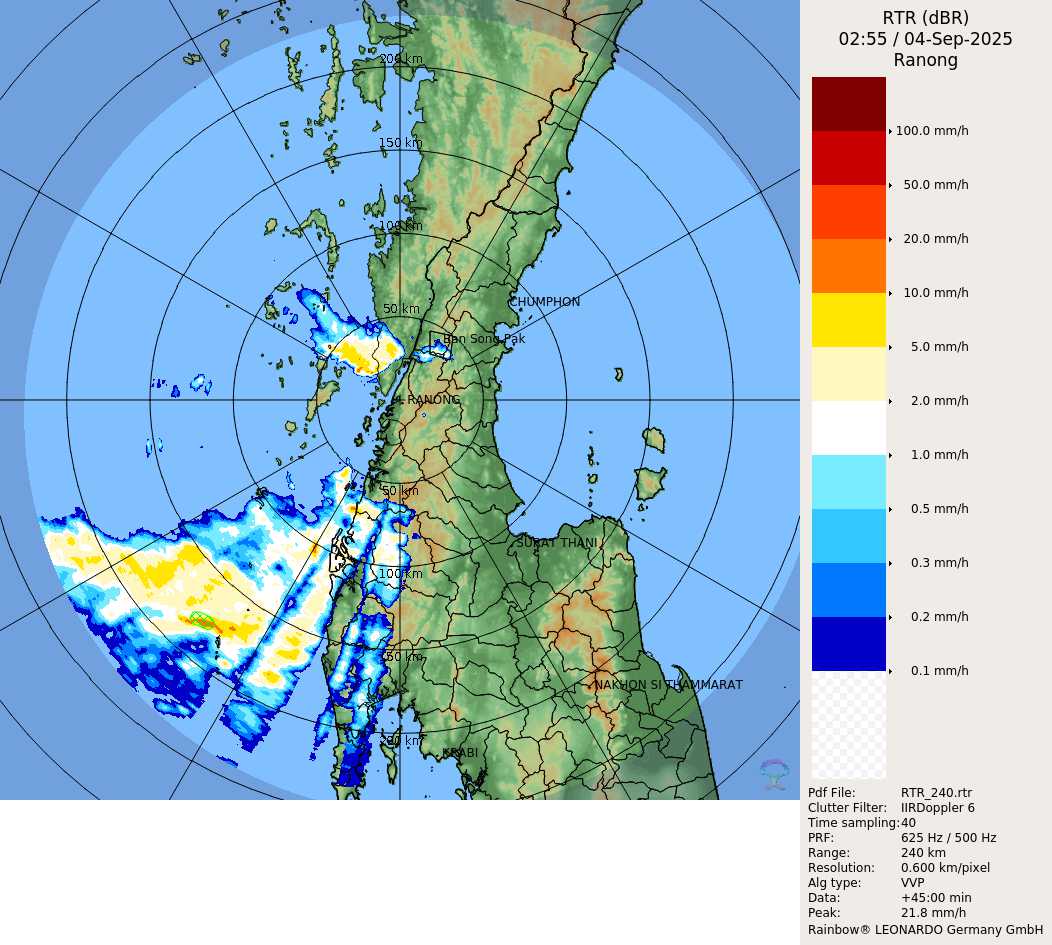 RTR (dBR)
02:55 / 04-Sep-2025
Ranong
200 km
150 km
100 km
50 km
CHUMPHON
Ban Song Pak
RANONG
50 km
SURAT THANI
100 km
150 km
NAKHON SI THAMMARAT
200 km
KRABI
100.0 mm/h
50.0 mm/h
20.0 mm/h
10.0 mm/h
5.0 mm/h
2.0 mm/h
1.0 mm/h
0.5 mm/h
0.3 mm/h
0.2 mm/h
0.1 mm/h
Pdf File: RTR_240.rtr
Clutter Filter: IIRDoppler 6
Time sampling:40
PRF: 625 Hz / 500 Hz
Range: 240 km
Resolution: 0.600 km/pixel
Alg type: VVP
Data: +45:00 min
Peak: 21.8 mm/h
Rainbow® LEONARDO Germany GmbH